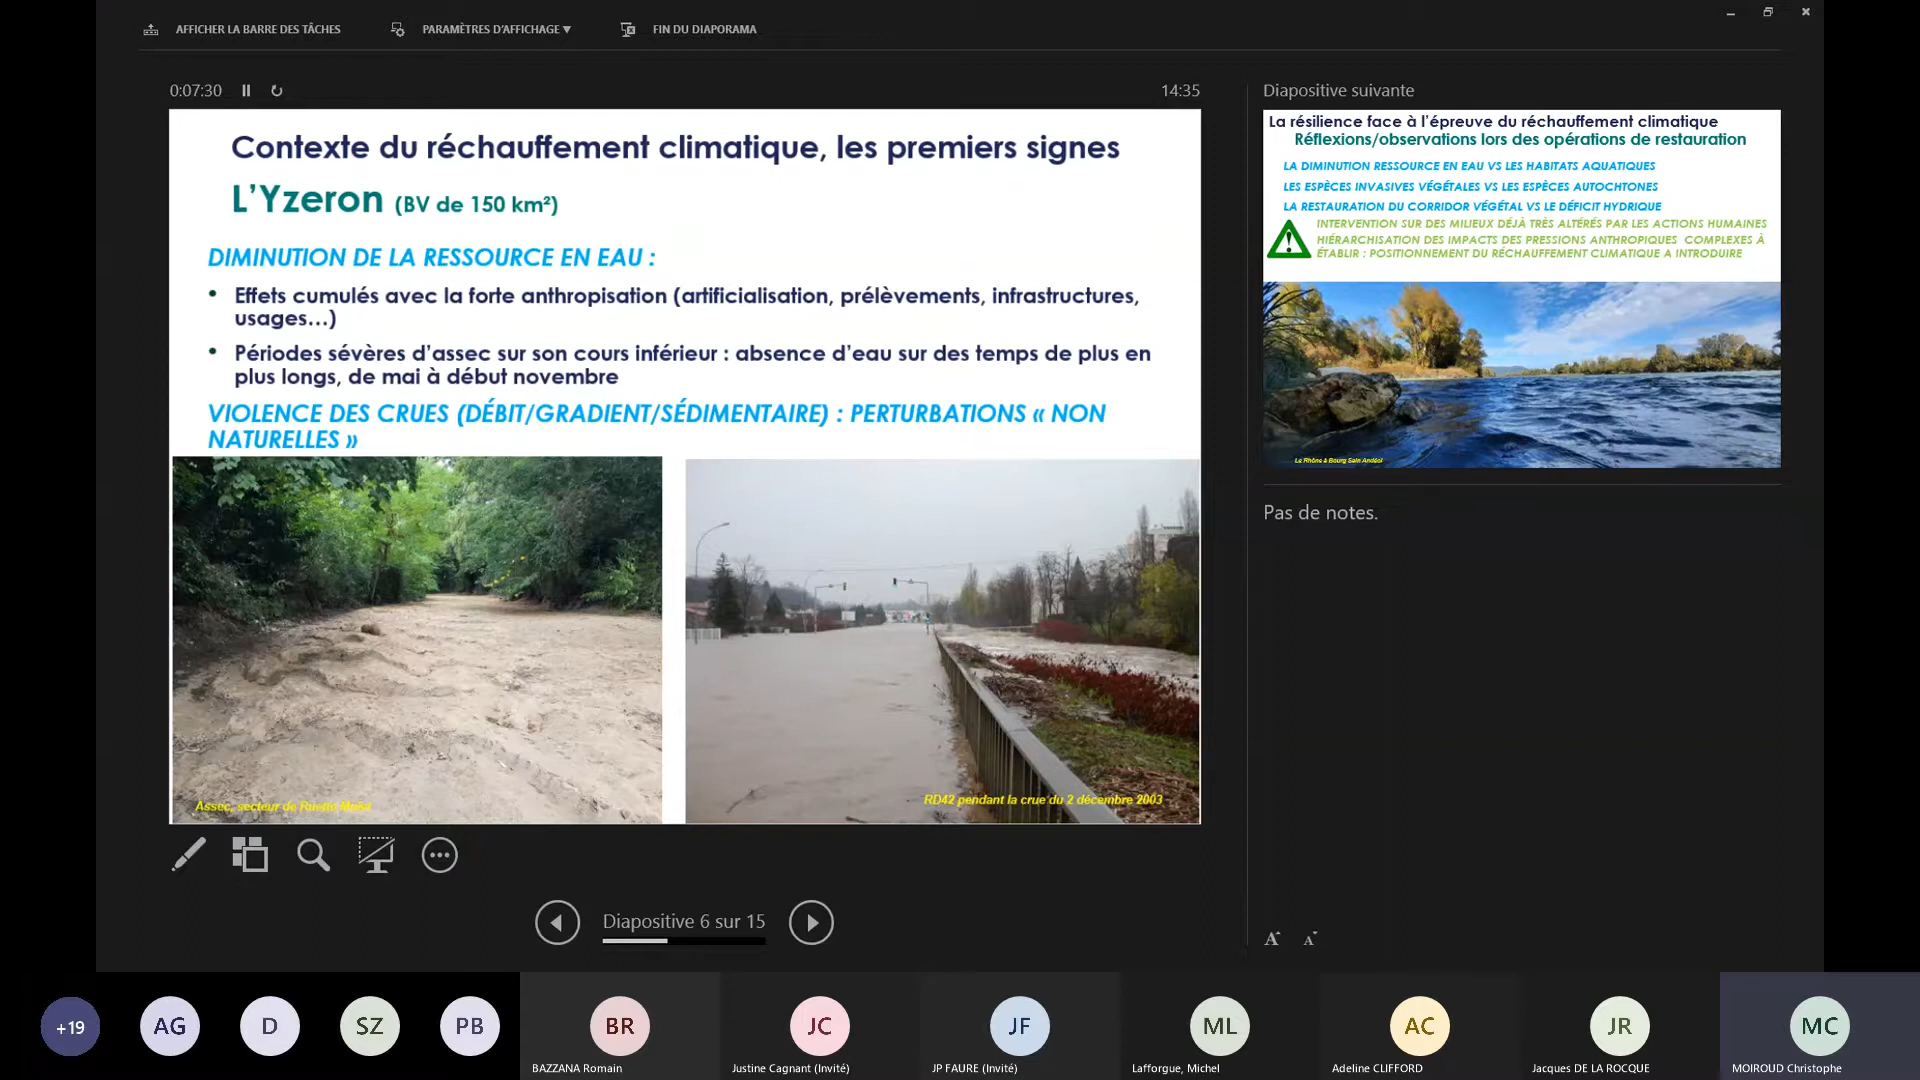 AFFICHER LA BARRE DES TÂCHES
PARAMÈTRES D'AFFICHAGE ▼
FIN DU DIAPORAMA
0:07:30
14:35
Contexte du réchauffement climatique, les premiers signes
L'Yzeron (BV de 150 km²)
DIMINUTION DE LA RESSOURCE EN EAU :
• Effets cumulés avec la forte anthropisation (artificialisation, prélèvements, infrastructures,
usages…)
• Périodes sévères d'assec sur son cours inférieur : absence d'eau sur des temps de plus en
plus longs, de mai à début novembre
VIOLENCE DES CRUES (DÉBIT/GRADIENT/SÉDIMENTAIRE) : PERTURBATIONS « NON
NATURELLES »
Assec, secteur de
RD42 pendant la crue du 2 décembre 2003
Diapositive 6 sur 15
Diapositive suivante
La résilience face à l'épreuve du réchauffement climatique
Réflexions/observations lors des opérations de restauration
LA DIMINUTION RESSOURCE EN EAU VS LES HABITATS AQUATIQUES
LES ESPÈCES INVASIVES VÉGÉTALES VS LES ESPÈCES AUTOCHTONES
LA RESTAURATION DU CORRIDOR VÉGÉTAL VS LE DÉFICIT HYDRIQUE
INTERVENTION SUR DES MILIEUX DÉJÀ TRÈS ALTÉRÉS PAR LES ACTIONS HUMAINES
HIÉRARCHISATION DES IMPACTS DES PRESSIONS ANTHROPIQUES COMPLEXES À
ÉTABLIR : POSITIONNEMENT DU RÉCHAUFFEMENT CLIMATIQUE A INTRODUIRE
Le Rhône à Bourg Sain Andéol
Pas de notes.
A A
+19
AG
D
SZ
PB
BR
BAZZANA Romain
JC
Justine Cagnant (Invité)
JF
JP FAURE (Invité)
ML
Lafforgue, Michel
AC
Adeline CLIFFORD
JR
Jacques DE LA ROCQUE
MC
MOIROUD Christophe